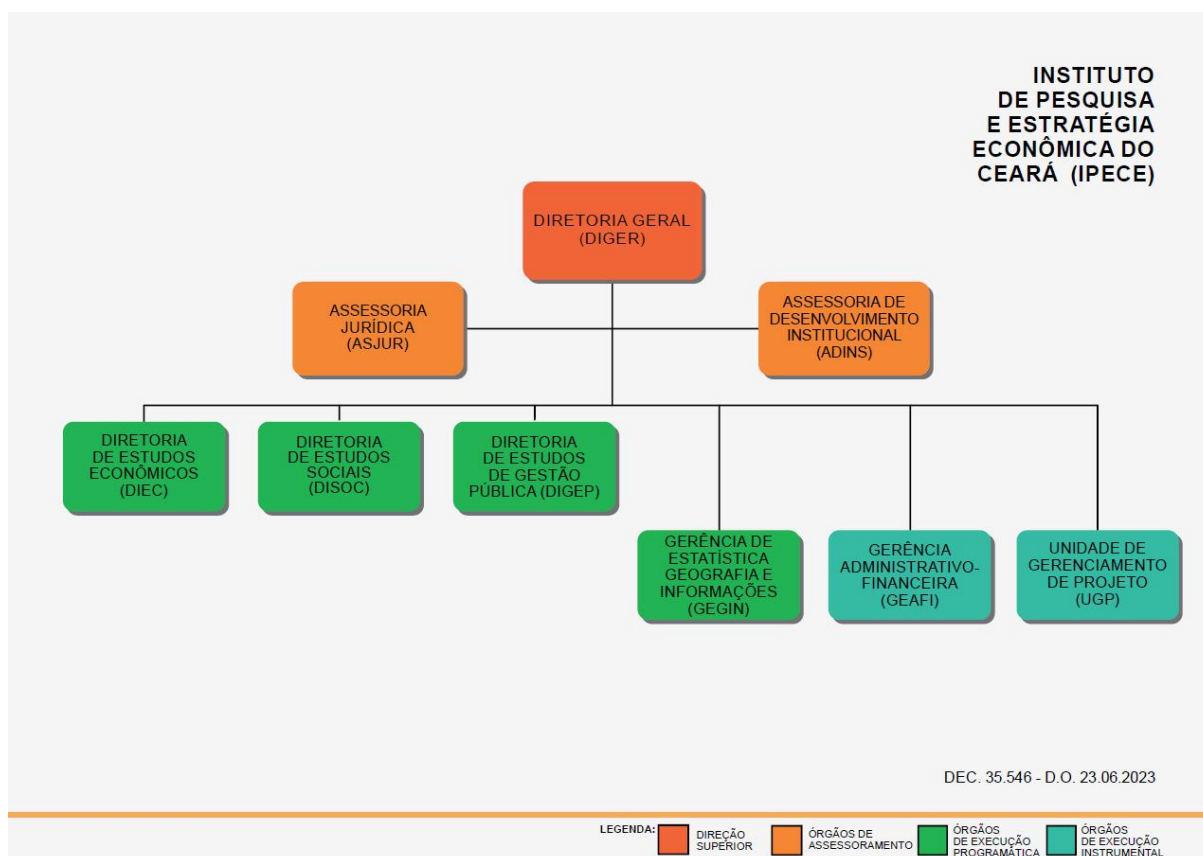 INSTITUTO
DE PESQUISA
E ESTRATÉGIA
ECONÔMICA DO
CEARÁ (IPECE)
DIRETORIA GERAL
(DIGER)
ASSESSORIA
JURÍDICA
(ASJUR)
ASSESSORIA DE
DESENVOLVIMENTO
INSTITUCIONAL
(ADINS)
DIRETORIA
DE ESTUDOS
ECONÔMICOS
(DIEC)
DIRETORIA
DE ESTUDOS
SOCIAIS
(DISOC)
DIRETORIA
DE ESTUDOS
DE GESTÃO
PÚBLICA (DIGEP)
GERÊNCIA DE
ESTATÍSTICA
GEOGRAFIA E
INFORMAÇÕES
(GEGIN)
GERÊNCIA
ADMINISTRATIVO-
FINANCEIRA
(GEAFI)
UNIDADE DE
GERENCIAMENTO
DE PROJETO
(UGP)
DEC. 35.546 - D.O. 23.06.2023
LEGENDA:
DIREÇÃO
SUPERIOR
ÓRGÃOS DE
ASSESSORAMENTO
ÓRGÃOS
DE EXECUÇÃO
PROGRAMÁTICA
ÓRGÃOS
DE EXECUÇÃO
INSTRUMENTAL